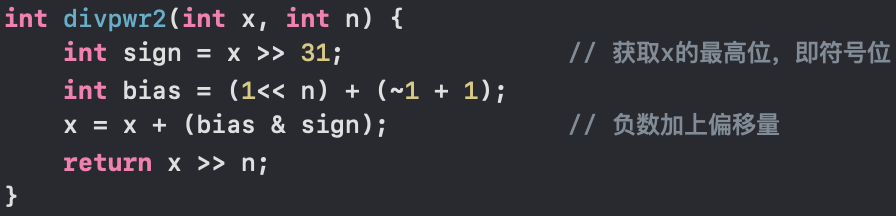 int divpwr2(int x, int n) {
    int sign = x >> 31;                // 获取x的最高位，即符号位
    int bias = (1<< n) + (~1 + 1);
    x = x + (bias & sign);             // 负数加上偏移量
    return x >> n;
}